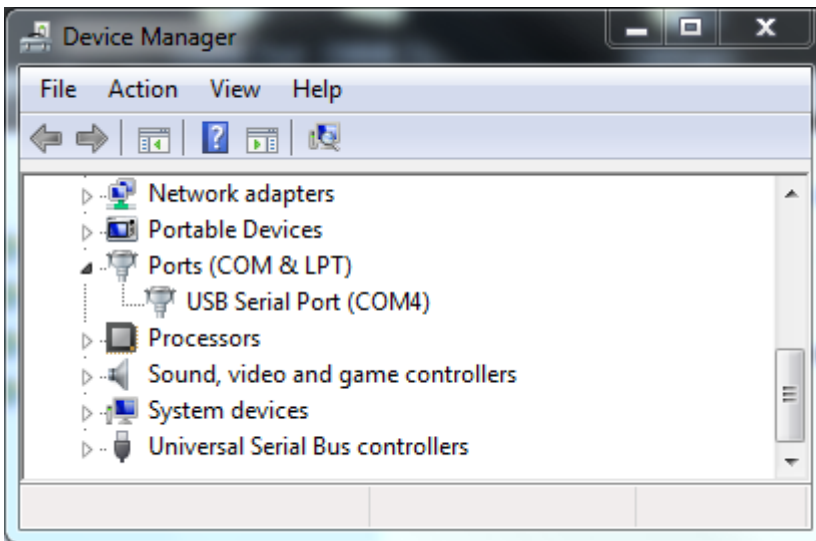 Device Manager
File Action View Help
Network adapters
Portable Devices
Ports (COM & LPT)
USB Serial Port (COM4)
Processors
Sound, video and game controllers
System devices
Universal Serial Bus controllers